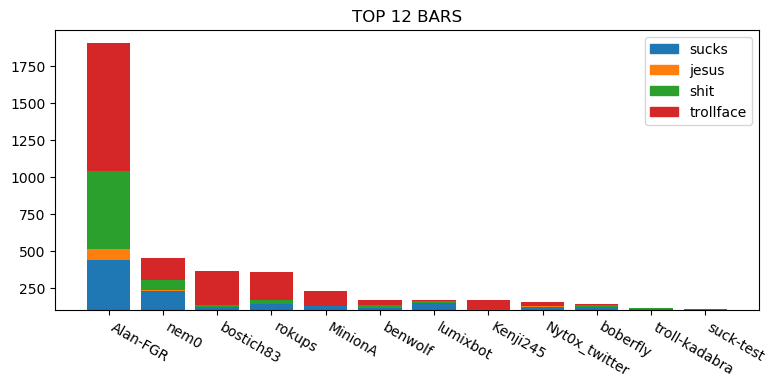 TOP 12 BARS
sucks
jesus
shit
trollface
1750
1500
1250
1000
750
500
250
Alan-FGR
nem0
bostich83
rokups
MinionA
benwolf
lumixbot
Kenji245
Nyt0x_twitter
boberfly
troll-kadabra
suck-test